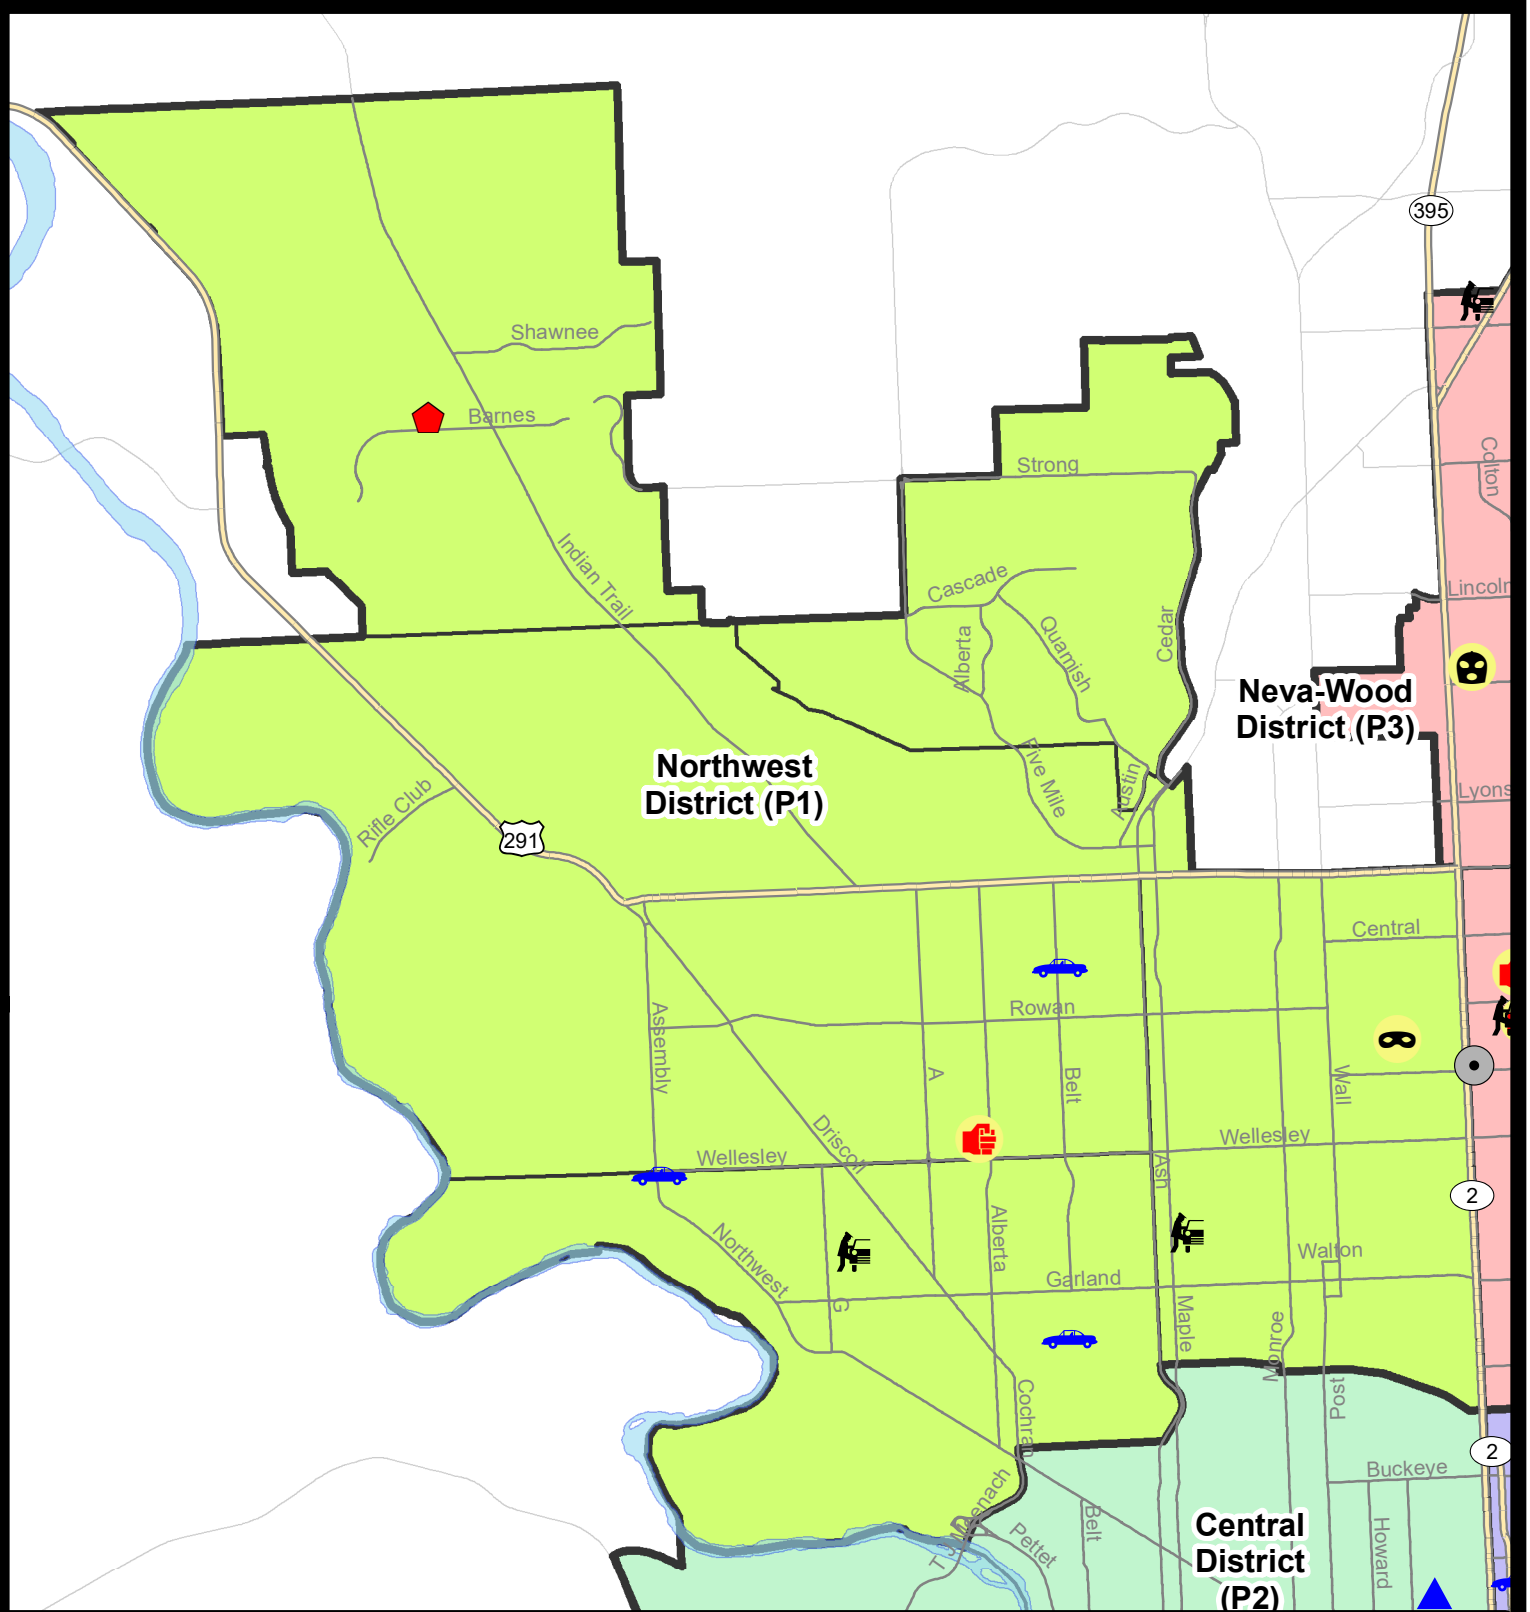 395
Shawnee
Barnes
Colton
Strong
Indian Trail
Cascade
Lincoln
Alberta
Quamish
Cedar
Neva-Wood
District (P3)
Northwest
District (P1)
Five Mile
Austin
Lyons
Rifle Club
291
Central
Rowan
Assembly
A
Belt
Wall
Driscoll
Wellesley
Wellesley
Ash
2
Northwest
Alberta
Walton
Garland
G
Maple
Monroe
Post
Cochran
2
Buckeye
T J Meenach
Pettet
Belt
Howard
Central
District
(P2)